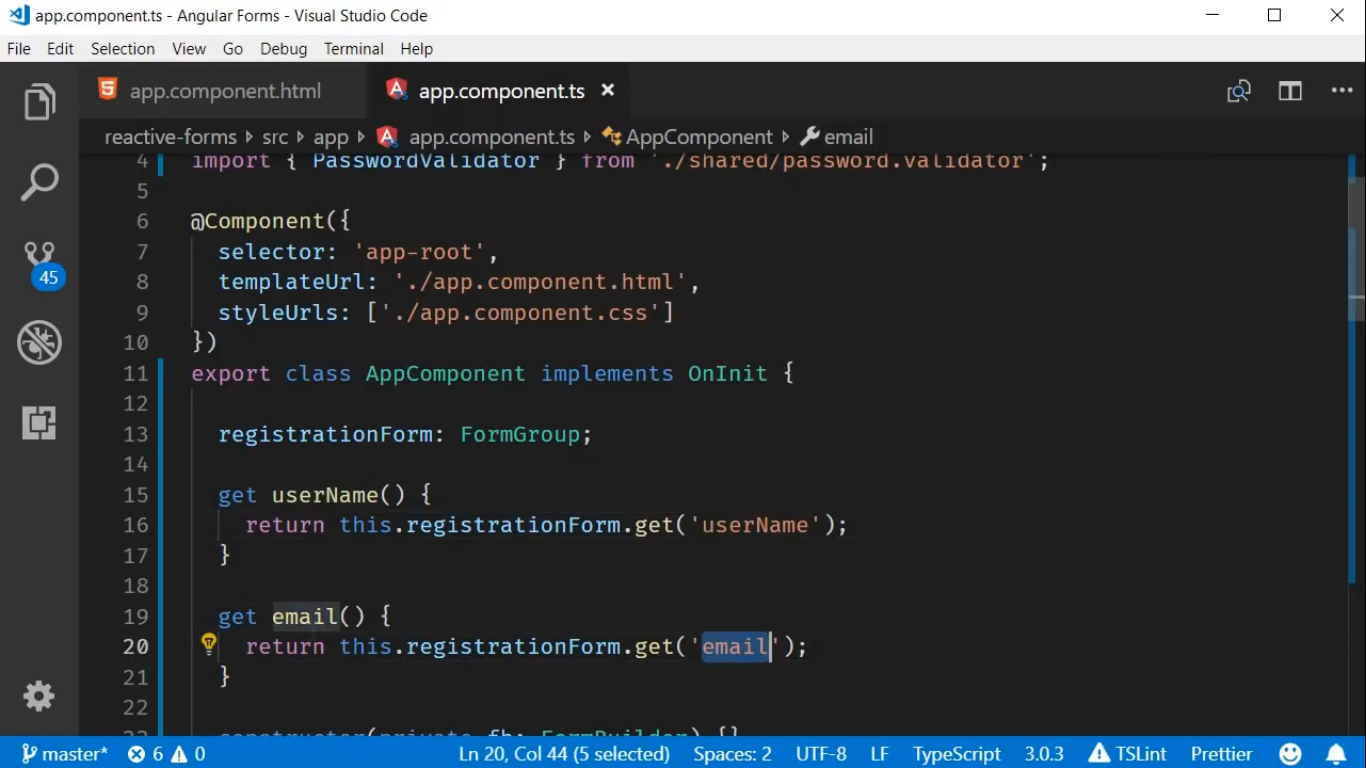 app.component.ts - Angular Forms - Visual Studio Code
File Edit Selection View Go Debug Terminal Help
app.component.html app.component.ts
reactive-forms src app app.component.ts AppComponent email
4 import { PasswordValidator } from './shared/password.validator';
5
6 @Component({
7 selector: 'app-root',
8 templateUrl: './app.component.html',
9 styleUrls: ['./app.component.css']
10 })
11 export class AppComponent implements OnInit {
12
13 registrationForm: FormGroup;
14
15 get userName() {
16 return this.registrationForm.get('userName');
17 }
18
19 get email() {
20 return this.registrationForm.get('email');
21 }
22
23 constructor(private fb: FormBuilder) {}
45
master* 6 0 Ln 20, Col 44 (5 selected) Spaces: 2 UTF-8 LF TypeScript 3.0.3 TSLint Prettier